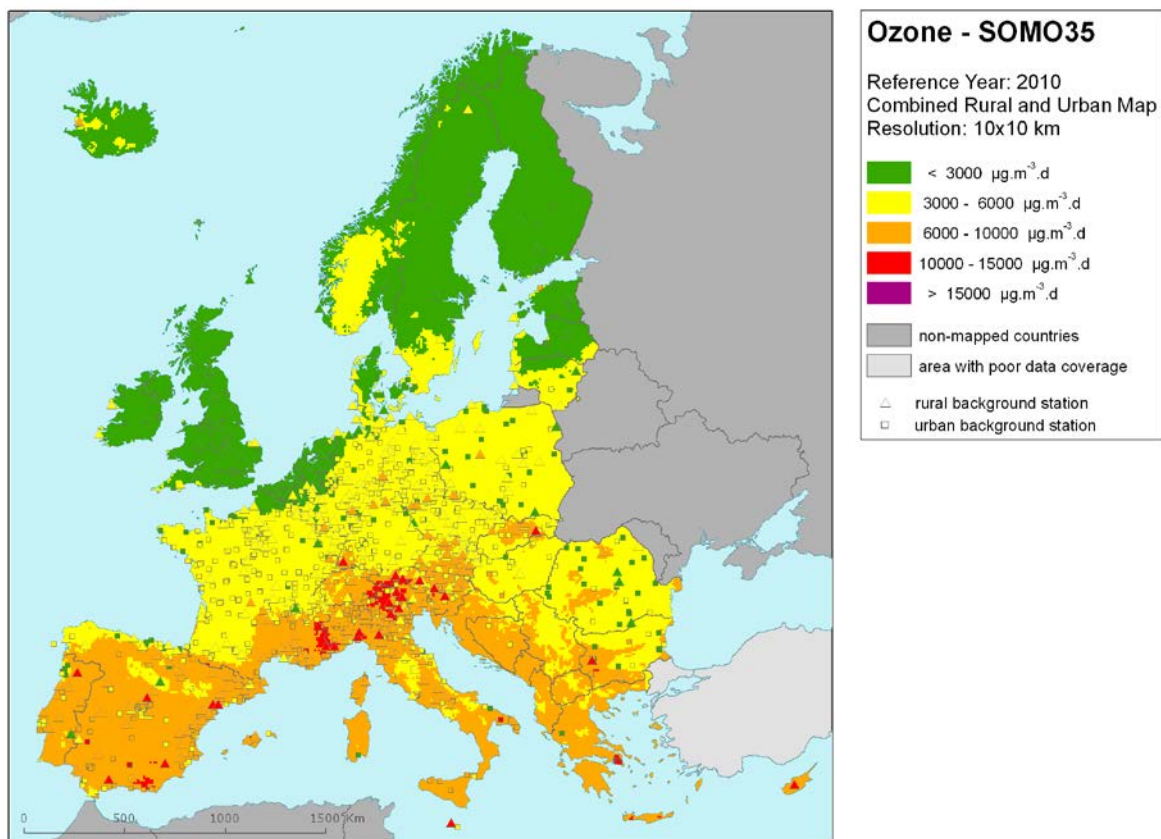 Ozone - SOMO35
Reference Year: 2010
Combined Rural and Urban Map
Resolution: 10x10 km
< 3000 µg.m⁻³.d
3000 - 6000 µg.m⁻³.d
6000 - 10000 µg.m⁻³.d
10000 - 15000 µg.m⁻³.d
> 15000 µg.m⁻³.d
non-mapped countries
area with poor data coverage
rural background station
urban background station
0 500 1000 1500 Km